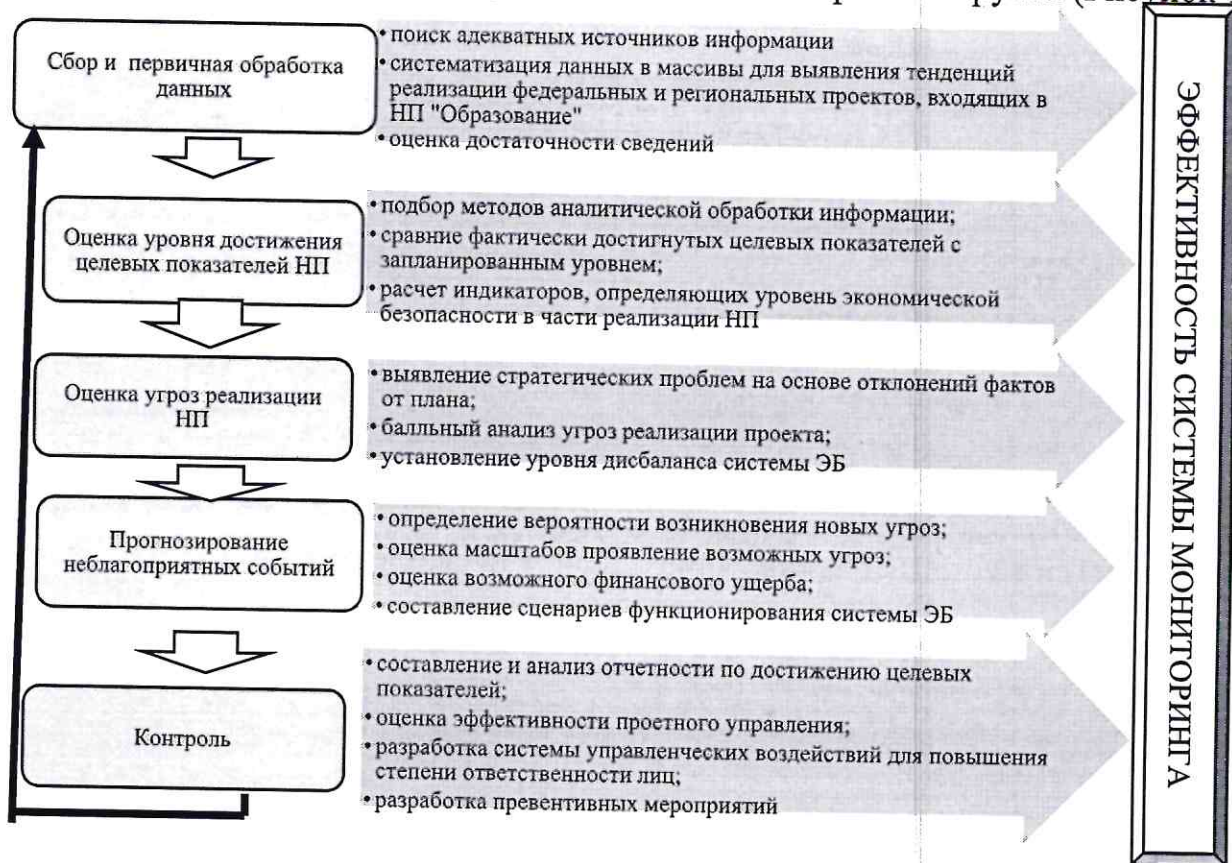 Сбор и первичная обработка
данных
• поиск адекватных источников информации
• систематизация данных в массивы для выявления тенденций
реализации федеральных и региональных проектов, входящих в
НП "Образование"
• оценка достаточности сведений
Оценка уровня достижения
целевых показателей НП
• подбор методов аналитической обработки информации;
• сравние фактически достигнутых целевых показателей с
запланированным уровнем;
• расчет индикаторов, определяющих уровень экономической
безопасности в части реализации НП
Оценка угроз реализации
НП
• выявление стратегических проблем на основе отклонений фактов
от плана;
• балльный анализ угроз реализации проекта;
• установление уровня дисбаланса системы ЭБ
Прогнозирование
неблагоприятных событий
• определение вероятности возникновения новых угроз;
• оценка масштабов проявление возможных угроз;
• оценка возможного финансового ущерба;
• составление сценариев функционирования системы ЭБ
Контроль
• составление и анализ отчетности по достижению целевых
показателей;
• оценка эффективности проетного управления;
• разработка системы управленческих воздействий для повышения
степени ответственности лиц;
• разработка превентивных мероприятий
ЭФФЕКТИВНОСТЬ СИСТЕМЫ МОНИТОРИНГА